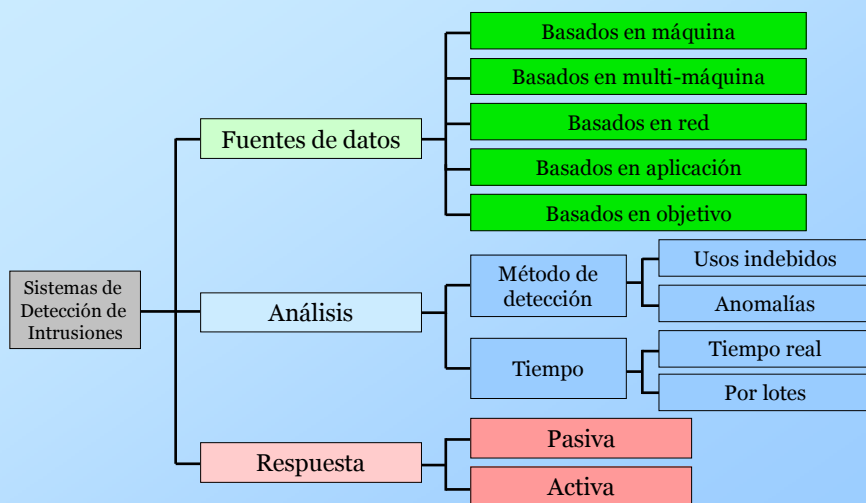 Sistemas de
Detección de
Intrusiones
Fuentes de datos
Basados en máquina
Basados en multi-máquina
Basados en red
Basados en aplicación
Basados en objetivo
Análisis
Método de
detección
Usos indebidos
Anomalías
Tiempo
Tiempo real
Por lotes
Respuesta
Pasiva
Activa